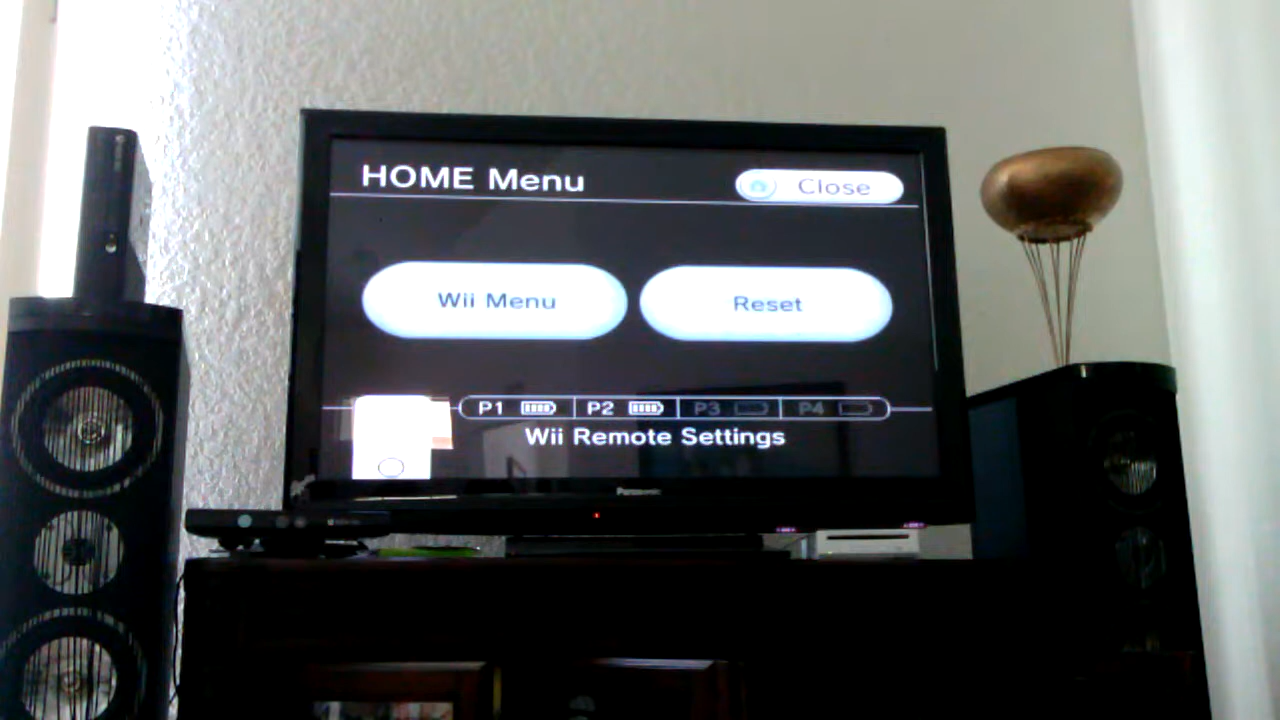 HOME Menu
Close
Wii Menu
Reset
P1 P2 P3 P4
Wii Remote Settings
Panasonic